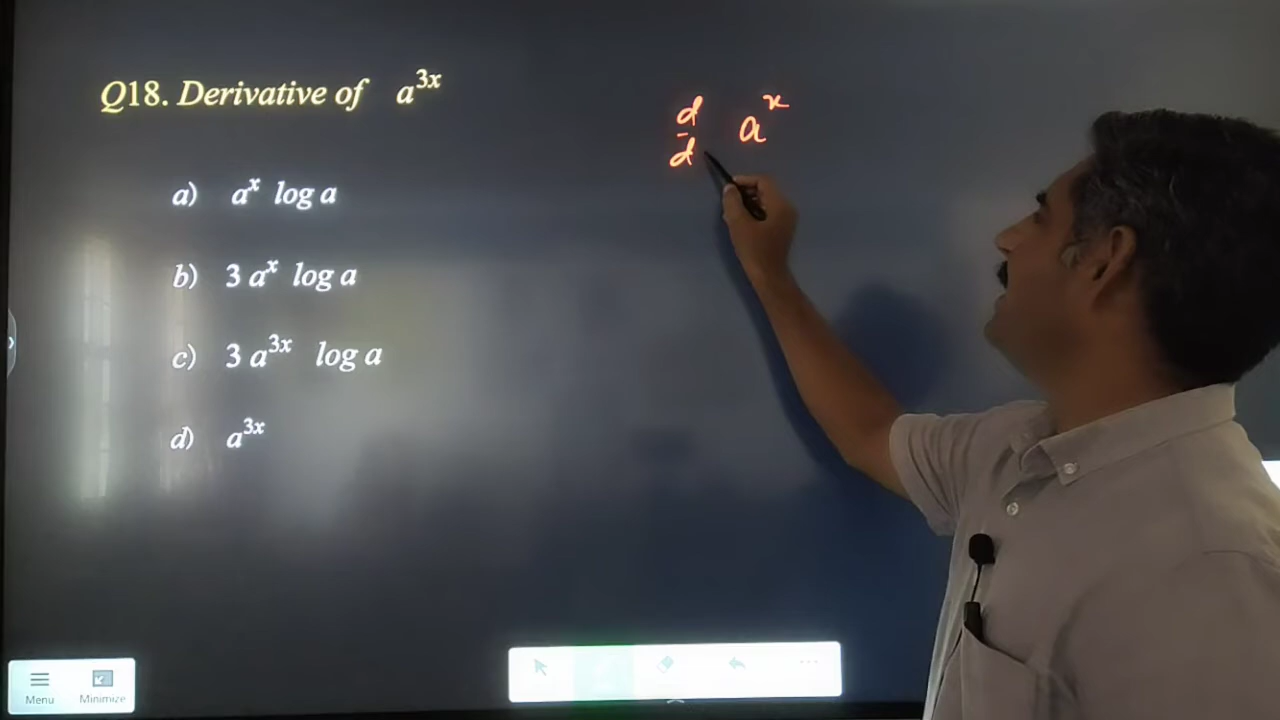 Q18. Derivative of a^3x
a) a^x log a
b) 3 a^x log a
c) 3 a^3x log a
d) a^3x
d/d a^x
Menu Minimize